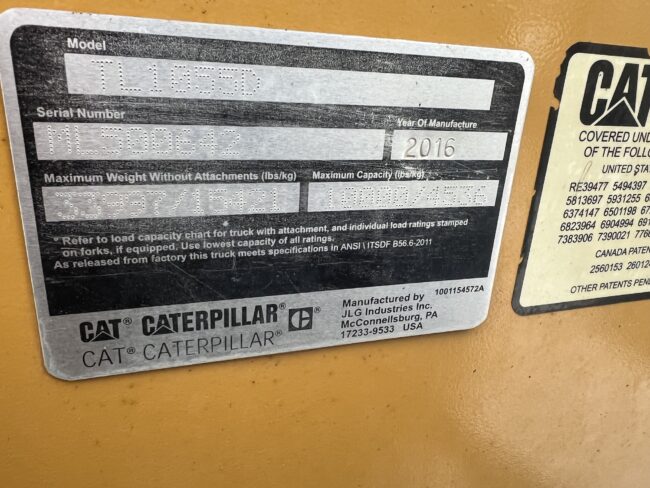 Model
TL1055D
Serial Number
Year Of Manufacture
2016
Maximum Weight Without Attachments (lbs/kg)
Maximum Capacity (lbs/kg)
* Refer to load capacity chart for truck with attachment, and individual load ratings stamped
on forks, if equipped. Use lowest capacity of all ratings.
As released from factory this truck meets specifications in ANSI \ ITSDF B56.6-2011
1001154572A
CAT® CATERPILLAR® C
CAT® CATERPILLAR®
Manufactured by
JLG Industries Inc.
McConnellsburg, PA
17233-9533 USA
CAT
COVERED UND
OF THE FOLLO
UNITED STA
RE39477 5494397
5813697 5931255
6374147 6501198
6823964 6904994
7383906 7390021
CANADA PATEN
2560153
OTHER PATENTS PEND